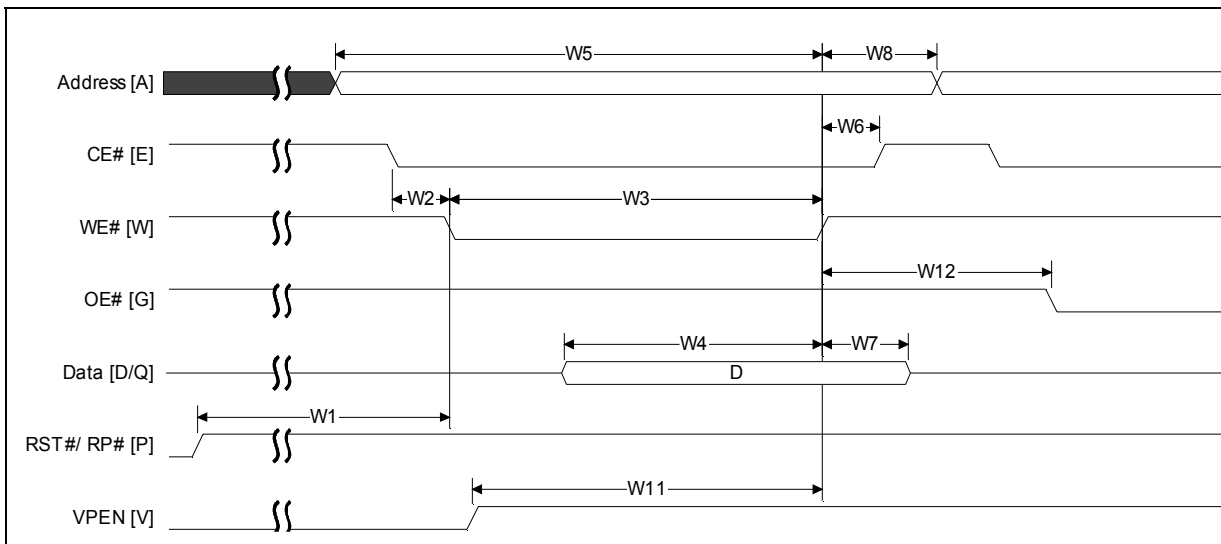 W5 W8
Address [A]
W6
CE# [E]
W2 W3
WE# [W]
W12
OE# [G]
W4 W7
Data [D/Q] D
W1
RST#/ RP# [P]
W11
VPEN [V]